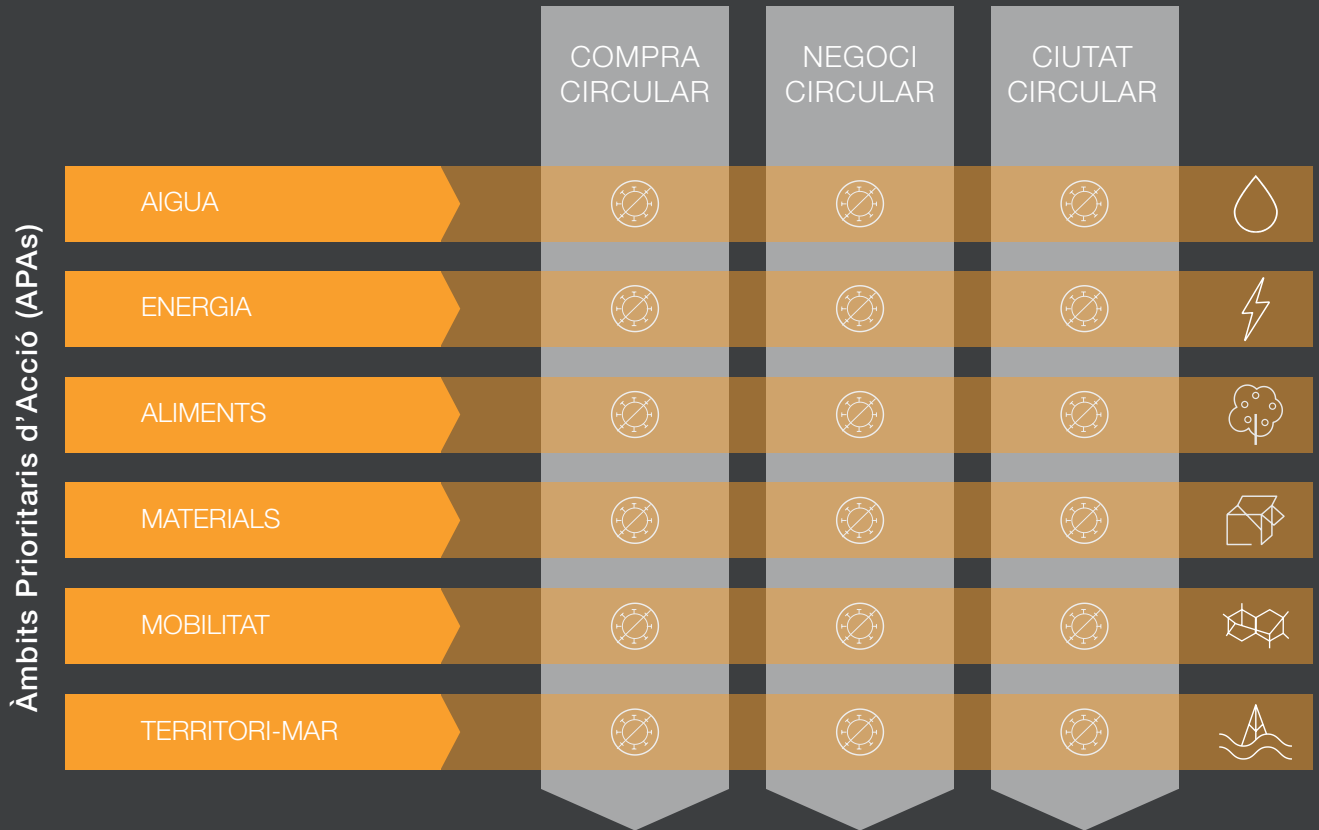 COMPRA
CIRCULAR
NEGOCI
CIRCULAR
CIUTAT
CIRCULAR
Àmbits Prioritaris d’Acció (APAs)
AIGUA
ENERGIA
ALIMENTS
MATERIALS
MOBILITAT
TERRITORI-MAR